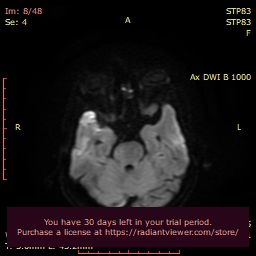 Im: 8/48
Se: 4
A
STP83
STP83
F
Ax DWI B 1000
R
L
You have 30 days left in your trial period.
Purchase a license at https://radiantviewer.com/store/